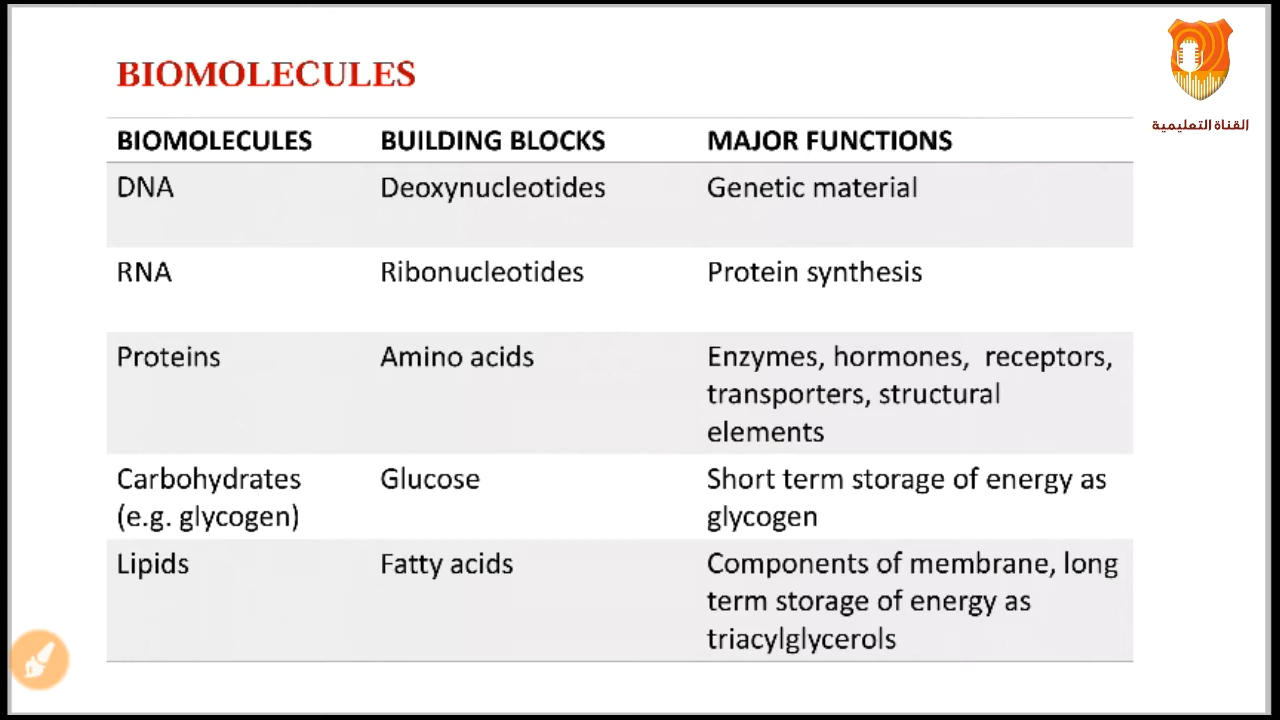 BIOMOLECULES
القناة التعليمية
BIOMOLECULES BUILDING BLOCKS MAJOR FUNCTIONS
DNA Deoxynucleotides Genetic material
RNA Ribonucleotides Protein synthesis
Proteins Amino acids Enzymes, hormones, receptors,
transporters, structural
elements
Carbohydrates Glucose Short term storage of energy as
(e.g. glycogen) glycogen
Lipids Fatty acids Components of membrane, long
term storage of energy as
triacylglycerols